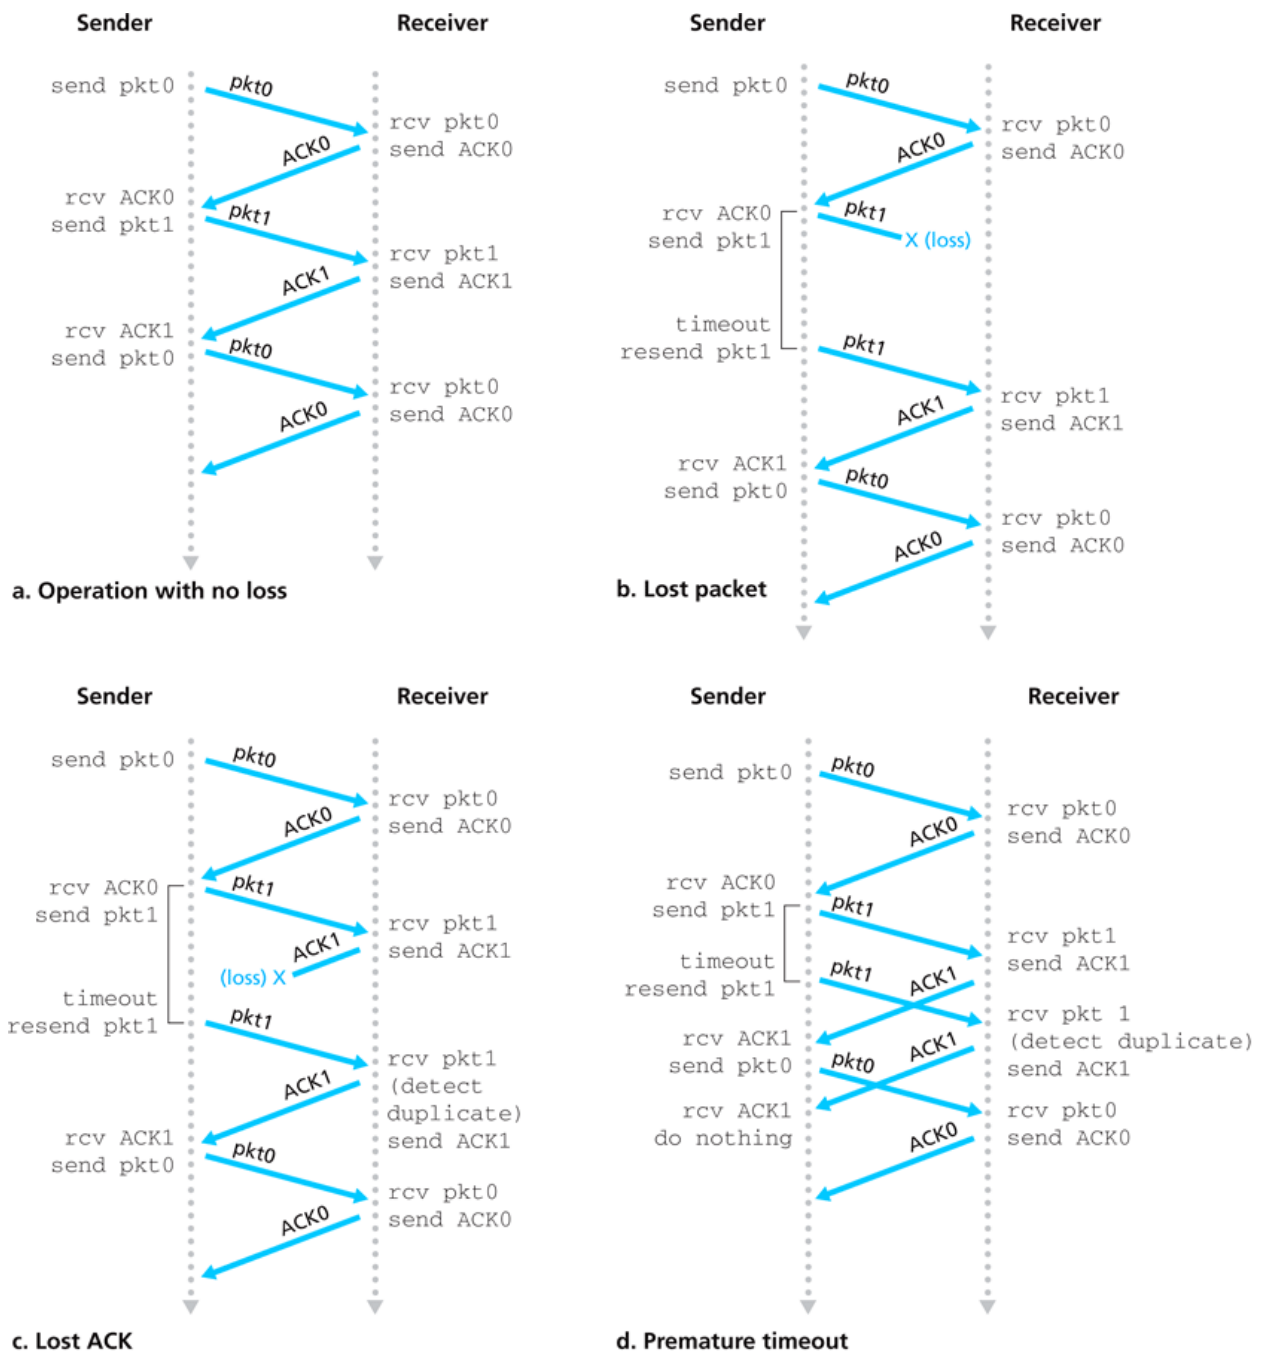 Sender
Receiver
send pkt0
pkt0
rcv pkt0
send ACK0
ACK0
rcv ACK0
send pkt1
pkt1
rcv pkt1
send ACK1
ACK1
rcv ACK1
send pkt0
pkt0
rcv pkt0
send ACK0
ACK0
a. Operation with no loss
Sender
Receiver
send pkt0
pkt0
rcv pkt0
send ACK0
ACK0
rcv ACK0
send pkt1
pkt1
X (loss)
timeout
resend pkt1
pkt1
rcv pkt1
send ACK1
ACK1
rcv ACK1
send pkt0
pkt0
rcv pkt0
send ACK0
ACK0
b. Lost packet
Sender
Receiver
send pkt0
pkt0
rcv pkt0
send ACK0
ACK0
rcv ACK0
send pkt1
pkt1
rcv pkt1
send ACK1
ACK1
(loss) X
timeout
resend pkt1
pkt1
rcv pkt1
(detect
duplicate)
send ACK1
ACK1
rcv ACK1
send pkt0
pkt0
rcv pkt0
send ACK0
ACK0
c. Lost ACK
Sender
Receiver
send pkt0
pkt0
rcv pkt0
send ACK0
ACK0
rcv ACK0
send pkt1
pkt1
rcv pkt1
send ACK1
timeout
resend pkt1
pkt1
ACK1
rcv pkt 1
(detect duplicate)
send ACK1
rcv ACK1
send pkt0
pkt0
ACK1
rcv ACK1
do nothing
rcv pkt0
send ACK0
ACK0
d. Premature timeout